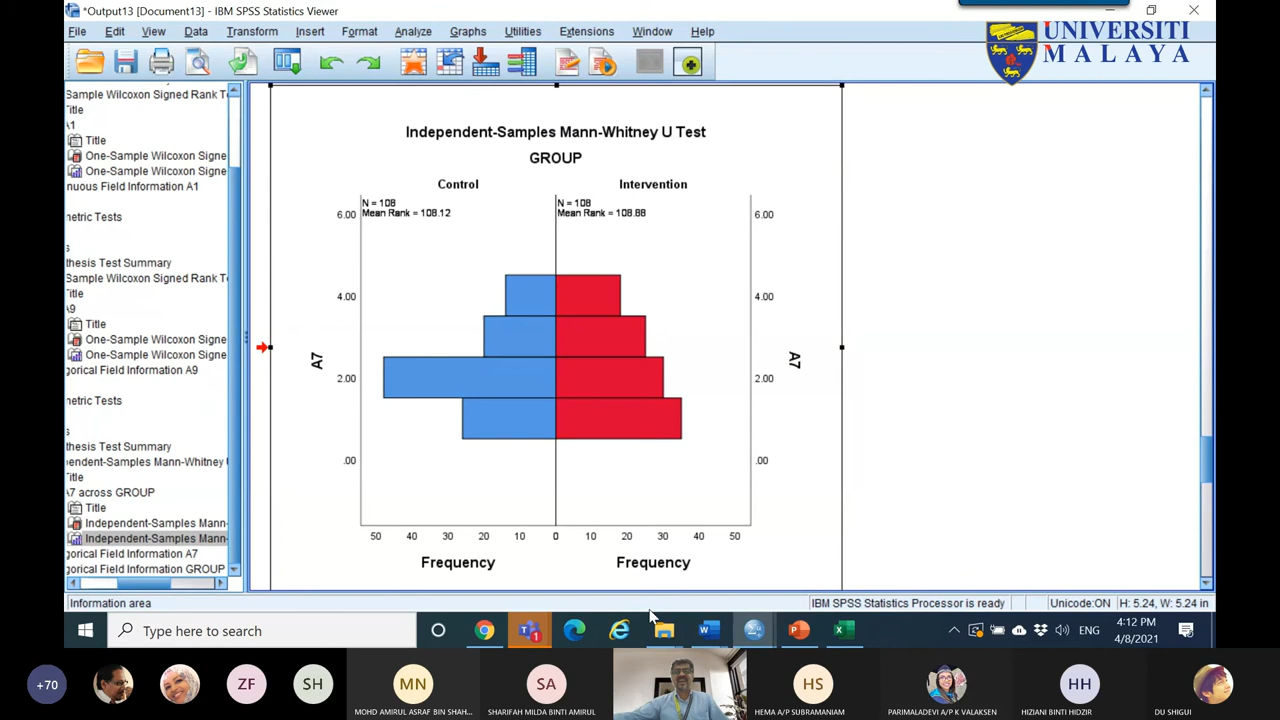 *Output13 [Document13] - IBM SPSS Statistics Viewer
File Edit View Data Transform Insert Format Analyze Graphs Utilities Extensions Window Help
UNIVERSITI
MALAYA
Sample Wilcoxon Signed Rank T
Title
A1
Title
One-Sample Wilcoxon Signe
One-Sample Wilcoxon Signe
nuous Field Information A1
metric Tests
s
thesis Test Summary
Sample Wilcoxon Signed Rank T
Title
A9
Title
One-Sample Wilcoxon Signe
One-Sample Wilcoxon Signe
gorical Field Information A9
metric Tests
s
thesis Test Summary
pendent-Samples Mann-Whitney
Title
A7 across GROUP
Title
Independent-Samples Mann-
Independent-Samples Mann-
gorical Field Information A7
gorical Field Information GROUP
Independent-Samples Mann-Whitney U Test
GROUP
Control Intervention
N = 108 N = 108
Mean Rank = 108.12 Mean Rank = 108.88
6.00 6.00
4.00 4.00
A7 A7
2.00 2.00
.00 .00
50 40 30 20 10 0 10 20 30 40 50
Frequency Frequency
Information area IBM SPSS Statistics Processor is ready Unicode:ON H: 5.24, W: 5.24 in
Type here to search
ENG
4:12 PM
4/8/2021
+70 ZF SH MN SA HS HH
MOHD AMIRUL ASRAF BIN SHAH... SHARIFAH MILDA BINTI AMIRUL HEMA A/P SUBRAMANIAM PARIMALADEVI A/P K VALAKSEN HIZIANI BINTI HIDZIR DU SHIGUI